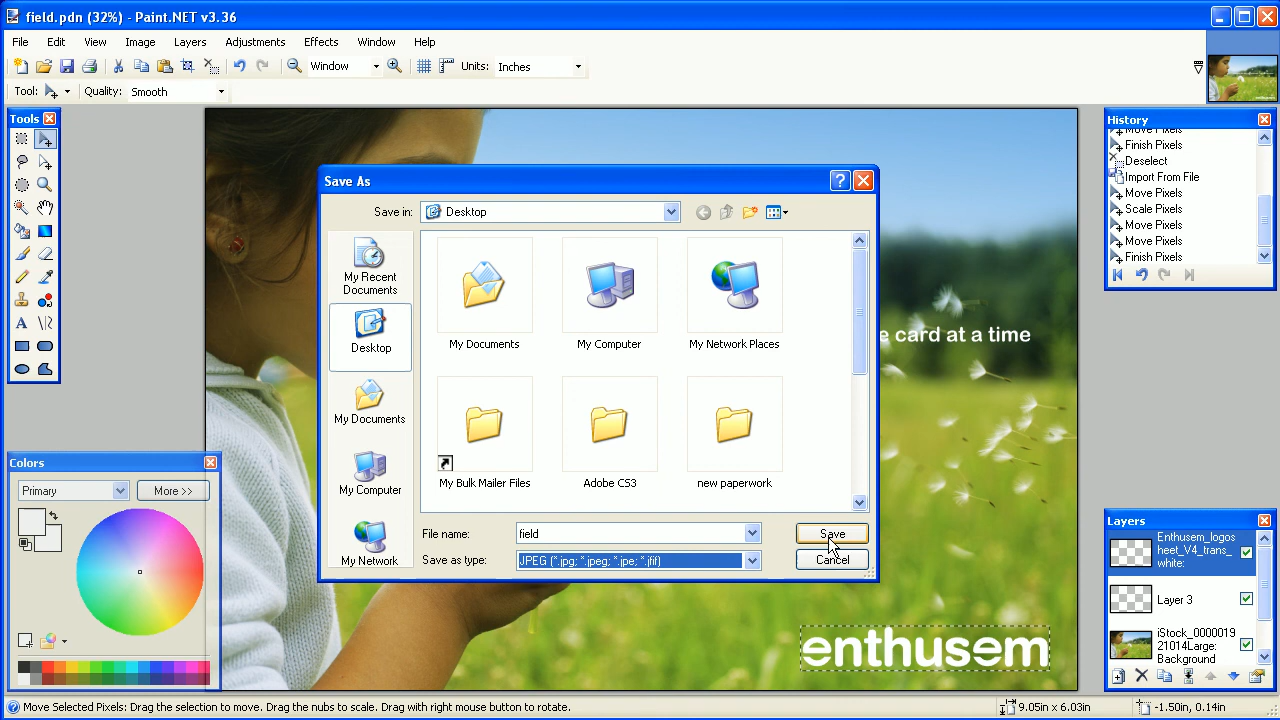 field.pdn (32%) - Paint.NET v3.36
File Edit View Image Layers Adjustments Effects Window Help
Window Units: Inches
Tool: Quality: Smooth
Tools
History
Move Pixels
Finish Pixels
Deselect
Import From File
Move Pixels
Scale Pixels
Move Pixels
Move Pixels
Finish Pixels
Save As
Save in: Desktop
My Recent
Documents
Desktop
My Documents
My Computer
My Network
My Documents
My Computer
My Network Places
My Bulk Mailer Files
Adobe CS3
new paperwork
File name: field Save
Save as type: JPEG (*.jpg; *.jpeg; *.jpe; *.jfif) Cancel
e card at a time
Colors
Primary More >>
enthusem
Layers
Enthusem_logos
heet_V4_trans_
white:
Layer 3
iStock_0000019
21014Large:
Background
Move Selected Pixels: Drag the selection to move. Drag the nubs to scale. Drag with right mouse button to rotate. 9.05in x 6.03in -1.50in, 0.14in